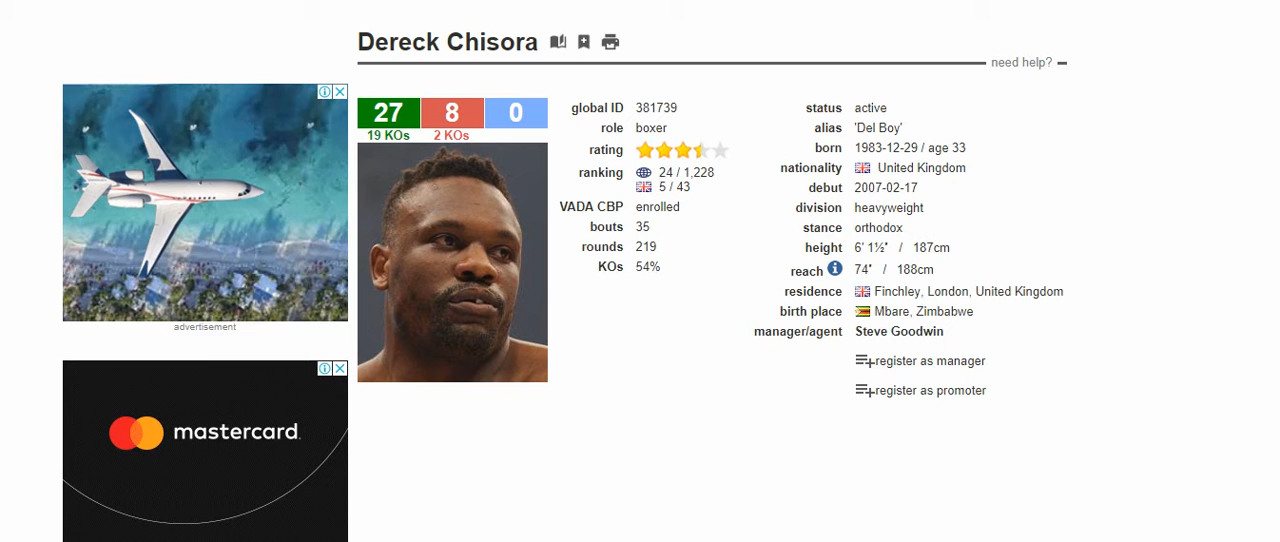 Dereck Chisora
need help?
27 8 0
19 KOs 2 KOs
global ID 381739
role boxer
rating
ranking 24 / 1,228
5 / 43
VADA CBP enrolled
bouts 35
rounds 219
KOs 54%
status active
alias 'Del Boy'
born 1983-12-29 / age 33
nationality United Kingdom
debut 2007-02-17
division heavyweight
stance orthodox
height 6′ 1½″ / 187cm
reach 74″ / 188cm
residence Finchley, London, United Kingdom
birth place Mbare, Zimbabwe
manager/agent Steve Goodwin
register as manager
register as promoter
advertisement
mastercard.